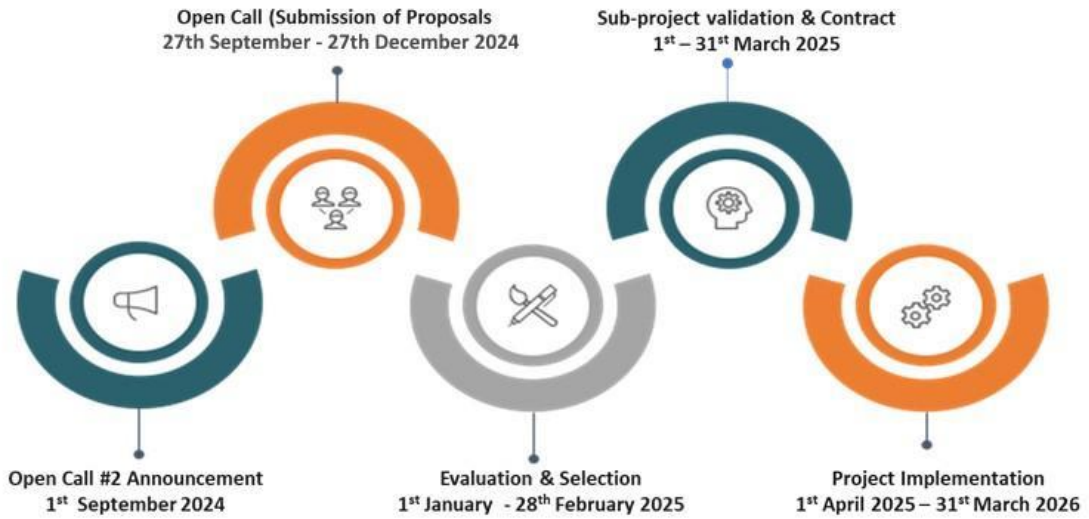 Open Call (Submission of Proposals
27th September - 27th December 2024
Sub-project validation & Contract
1st – 31st March 2025
Open Call #2 Announcement
1st September 2024
Evaluation & Selection
1st January - 28th February 2025
Project Implementation
1st April 2025 – 31st March 2026